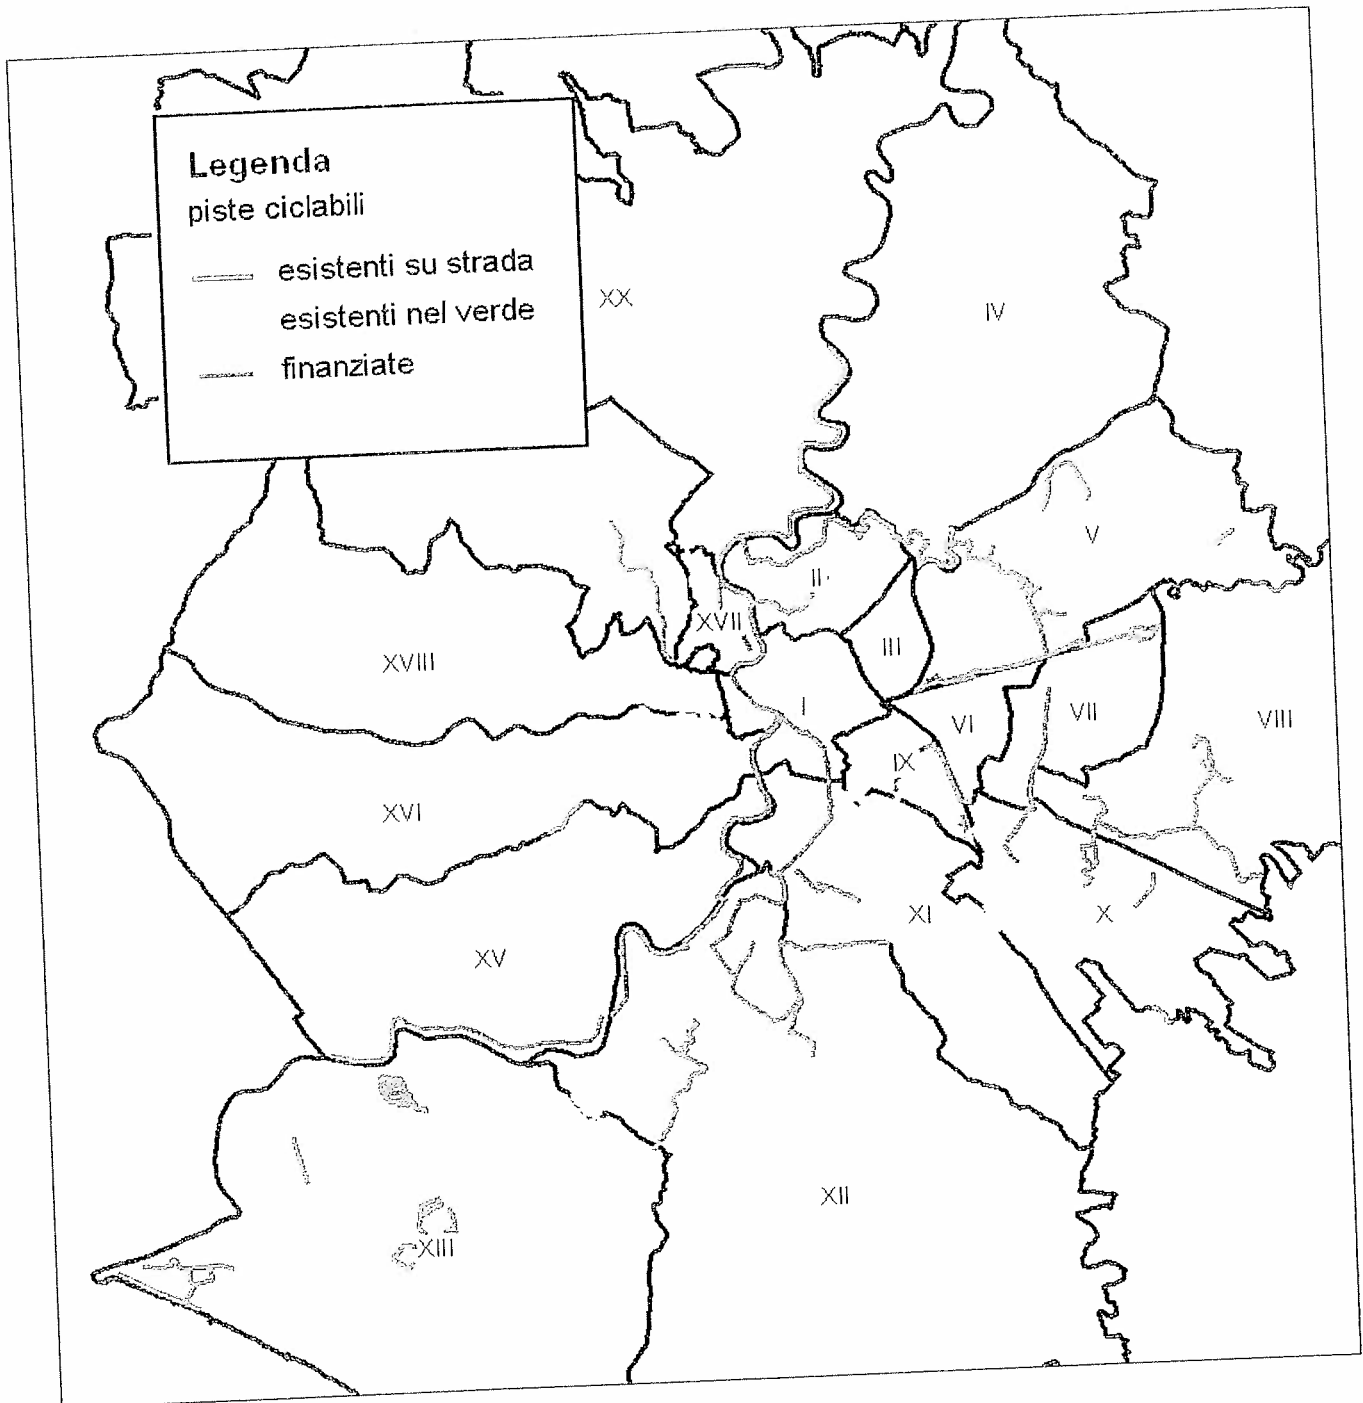 Legenda
piste ciclabili
esistenti su strada
esistenti nel verde
finanziate
XX
IV
V
II
XVII
III
XVIII
I
VI
VII
VIII
IX
XVI
XI
X
XV
XII
XIII